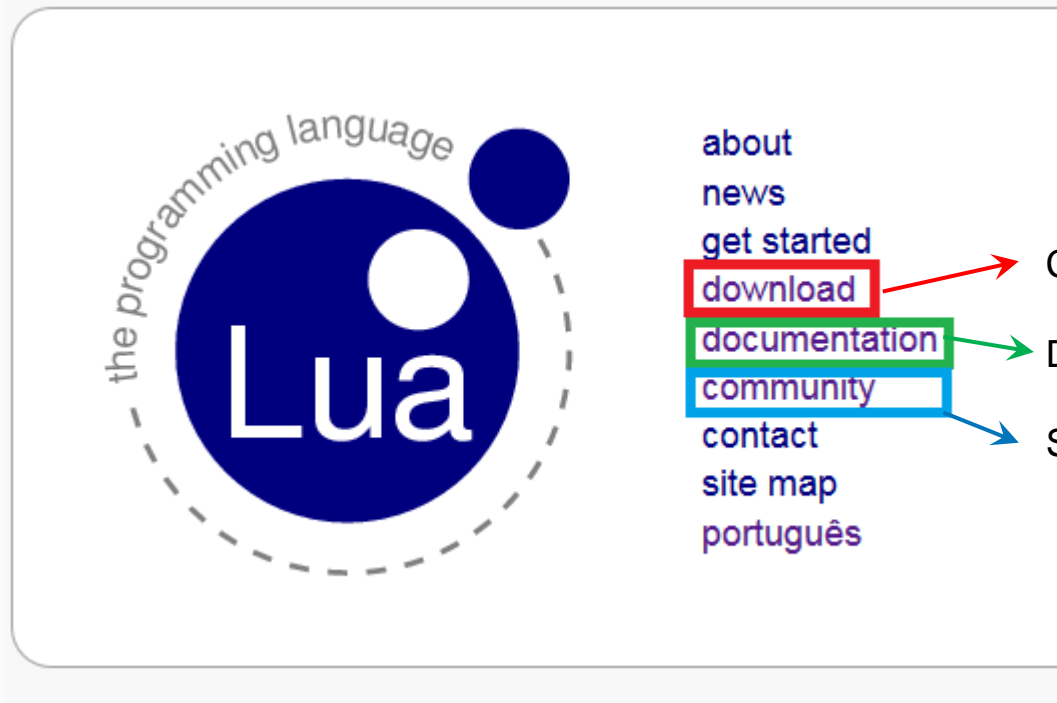 the programming language
Lua
about
news
get started
download
documentation
community
contact
site map
português